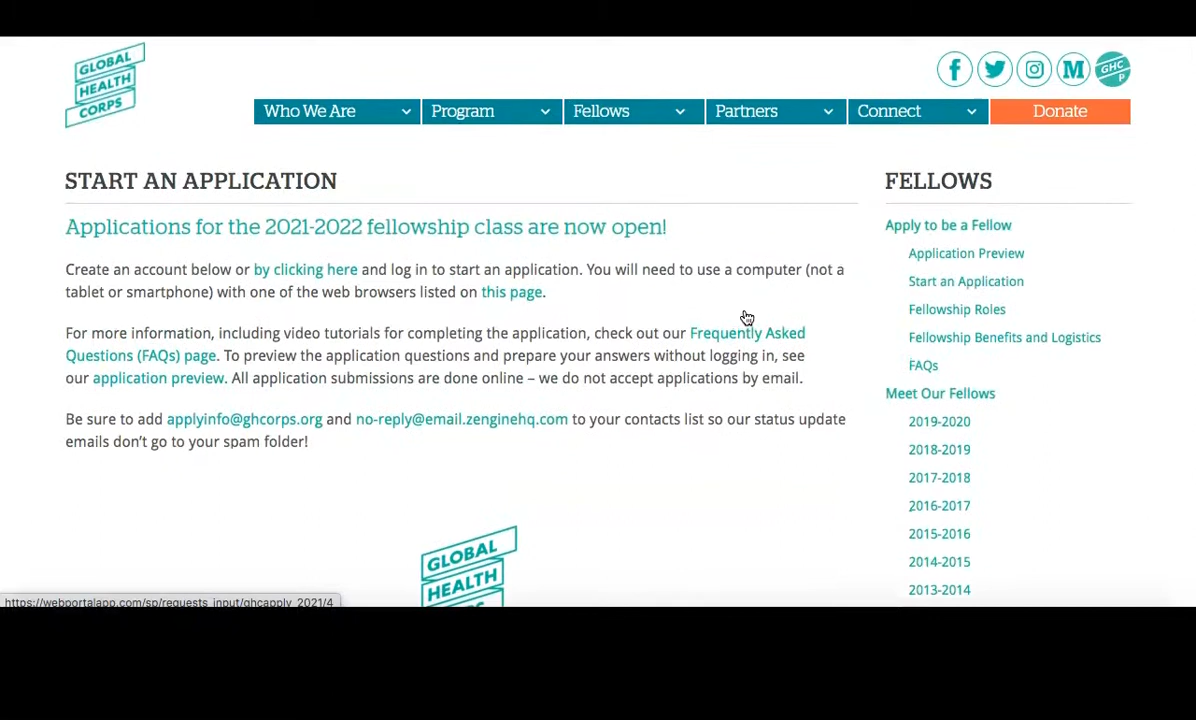 GLOBAL
HEALTH
CORPS
GHC
P
Who We Are
Program
Fellows
Partners
Connect
Donate
START AN APPLICATION
Applications for the 2021-2022 fellowship class are now open!
Create an account below or by clicking here and log in to start an application. You will need to use a computer (not a
tablet or smartphone) with one of the web browsers listed on this page.
For more information, including video tutorials for completing the application, check out our Frequently Asked
Questions (FAQs) page. To preview the application questions and prepare your answers without logging in, see
our application preview. All application submissions are done online – we do not accept applications by email.
Be sure to add applyinfo@ghcorps.org and no-reply@email.zenginehq.com to your contacts list so our status update
emails don't go to your spam folder!
GLOBAL
HEALTH
CORPS
FELLOWS
Apply to be a Fellow
Application Preview
Start an Application
Fellowship Roles
Fellowship Benefits and Logistics
FAQs
Meet Our Fellows
2019-2020
2018-2019
2017-2018
2016-2017
2015-2016
2014-2015
2013-2014
https://webportalapp.com/sp/requests_input/ghcapply_2021/4